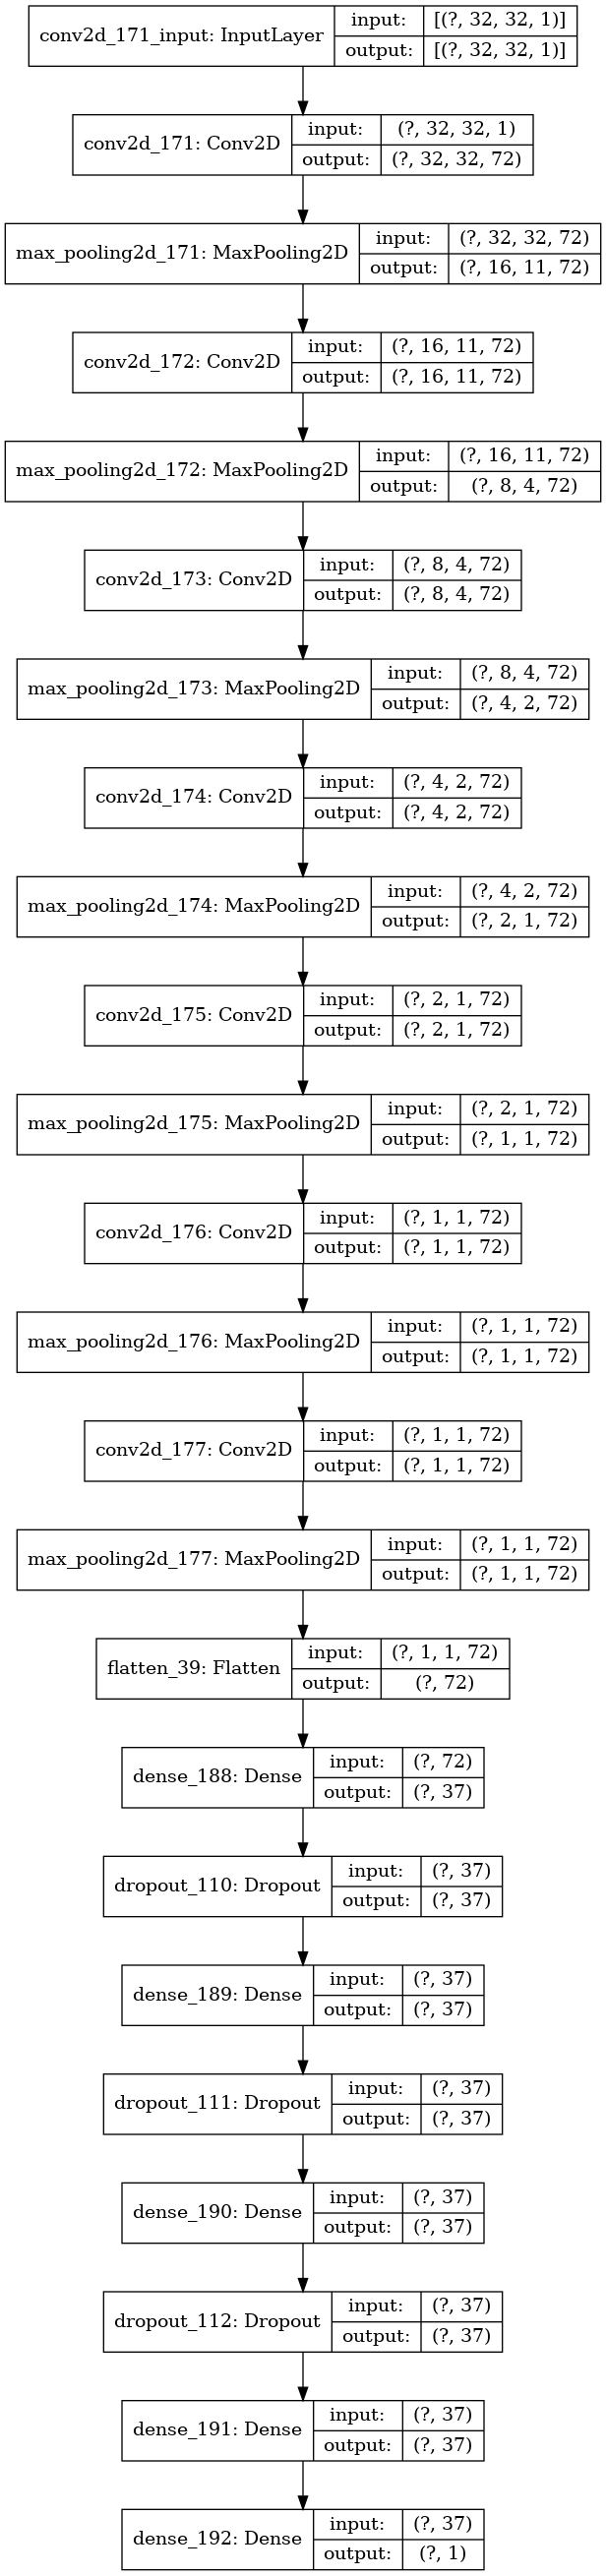 conv2d_171_input: InputLayer
input: [(?, 32, 32, 1)]
output: [(?, 32, 32, 1)]
conv2d_171: Conv2D
input: (?, 32, 32, 1)
output: (?, 32, 32, 72)
max_pooling2d_171: MaxPooling2D
input: (?, 32, 32, 72)
output: (?, 16, 11, 72)
conv2d_172: Conv2D
input: (?, 16, 11, 72)
output: (?, 16, 11, 72)
max_pooling2d_172: MaxPooling2D
input: (?, 16, 11, 72)
output: (?, 8, 4, 72)
conv2d_173: Conv2D
input: (?, 8, 4, 72)
output: (?, 8, 4, 72)
max_pooling2d_173: MaxPooling2D
input: (?, 8, 4, 72)
output: (?, 4, 2, 72)
conv2d_174: Conv2D
input: (?, 4, 2, 72)
output: (?, 4, 2, 72)
max_pooling2d_174: MaxPooling2D
input: (?, 4, 2, 72)
output: (?, 2, 1, 72)
conv2d_175: Conv2D
input: (?, 2, 1, 72)
output: (?, 2, 1, 72)
max_pooling2d_175: MaxPooling2D
input: (?, 2, 1, 72)
output: (?, 1, 1, 72)
conv2d_176: Conv2D
input: (?, 1, 1, 72)
output: (?, 1, 1, 72)
max_pooling2d_176: MaxPooling2D
input: (?, 1, 1, 72)
output: (?, 1, 1, 72)
conv2d_177: Conv2D
input: (?, 1, 1, 72)
output: (?, 1, 1, 72)
max_pooling2d_177: MaxPooling2D
input: (?, 1, 1, 72)
output: (?, 1, 1, 72)
flatten_39: Flatten
input: (?, 1, 1, 72)
output: (?, 72)
dense_188: Dense
input: (?, 72)
output: (?, 37)
dropout_110: Dropout
input: (?, 37)
output: (?, 37)
dense_189: Dense
input: (?, 37)
output: (?, 37)
dropout_111: Dropout
input: (?, 37)
output: (?, 37)
dense_190: Dense
input: (?, 37)
output: (?, 37)
dropout_112: Dropout
input: (?, 37)
output: (?, 37)
dense_191: Dense
input: (?, 37)
output: (?, 37)
dense_192: Dense
input: (?, 37)
output: (?, 1)